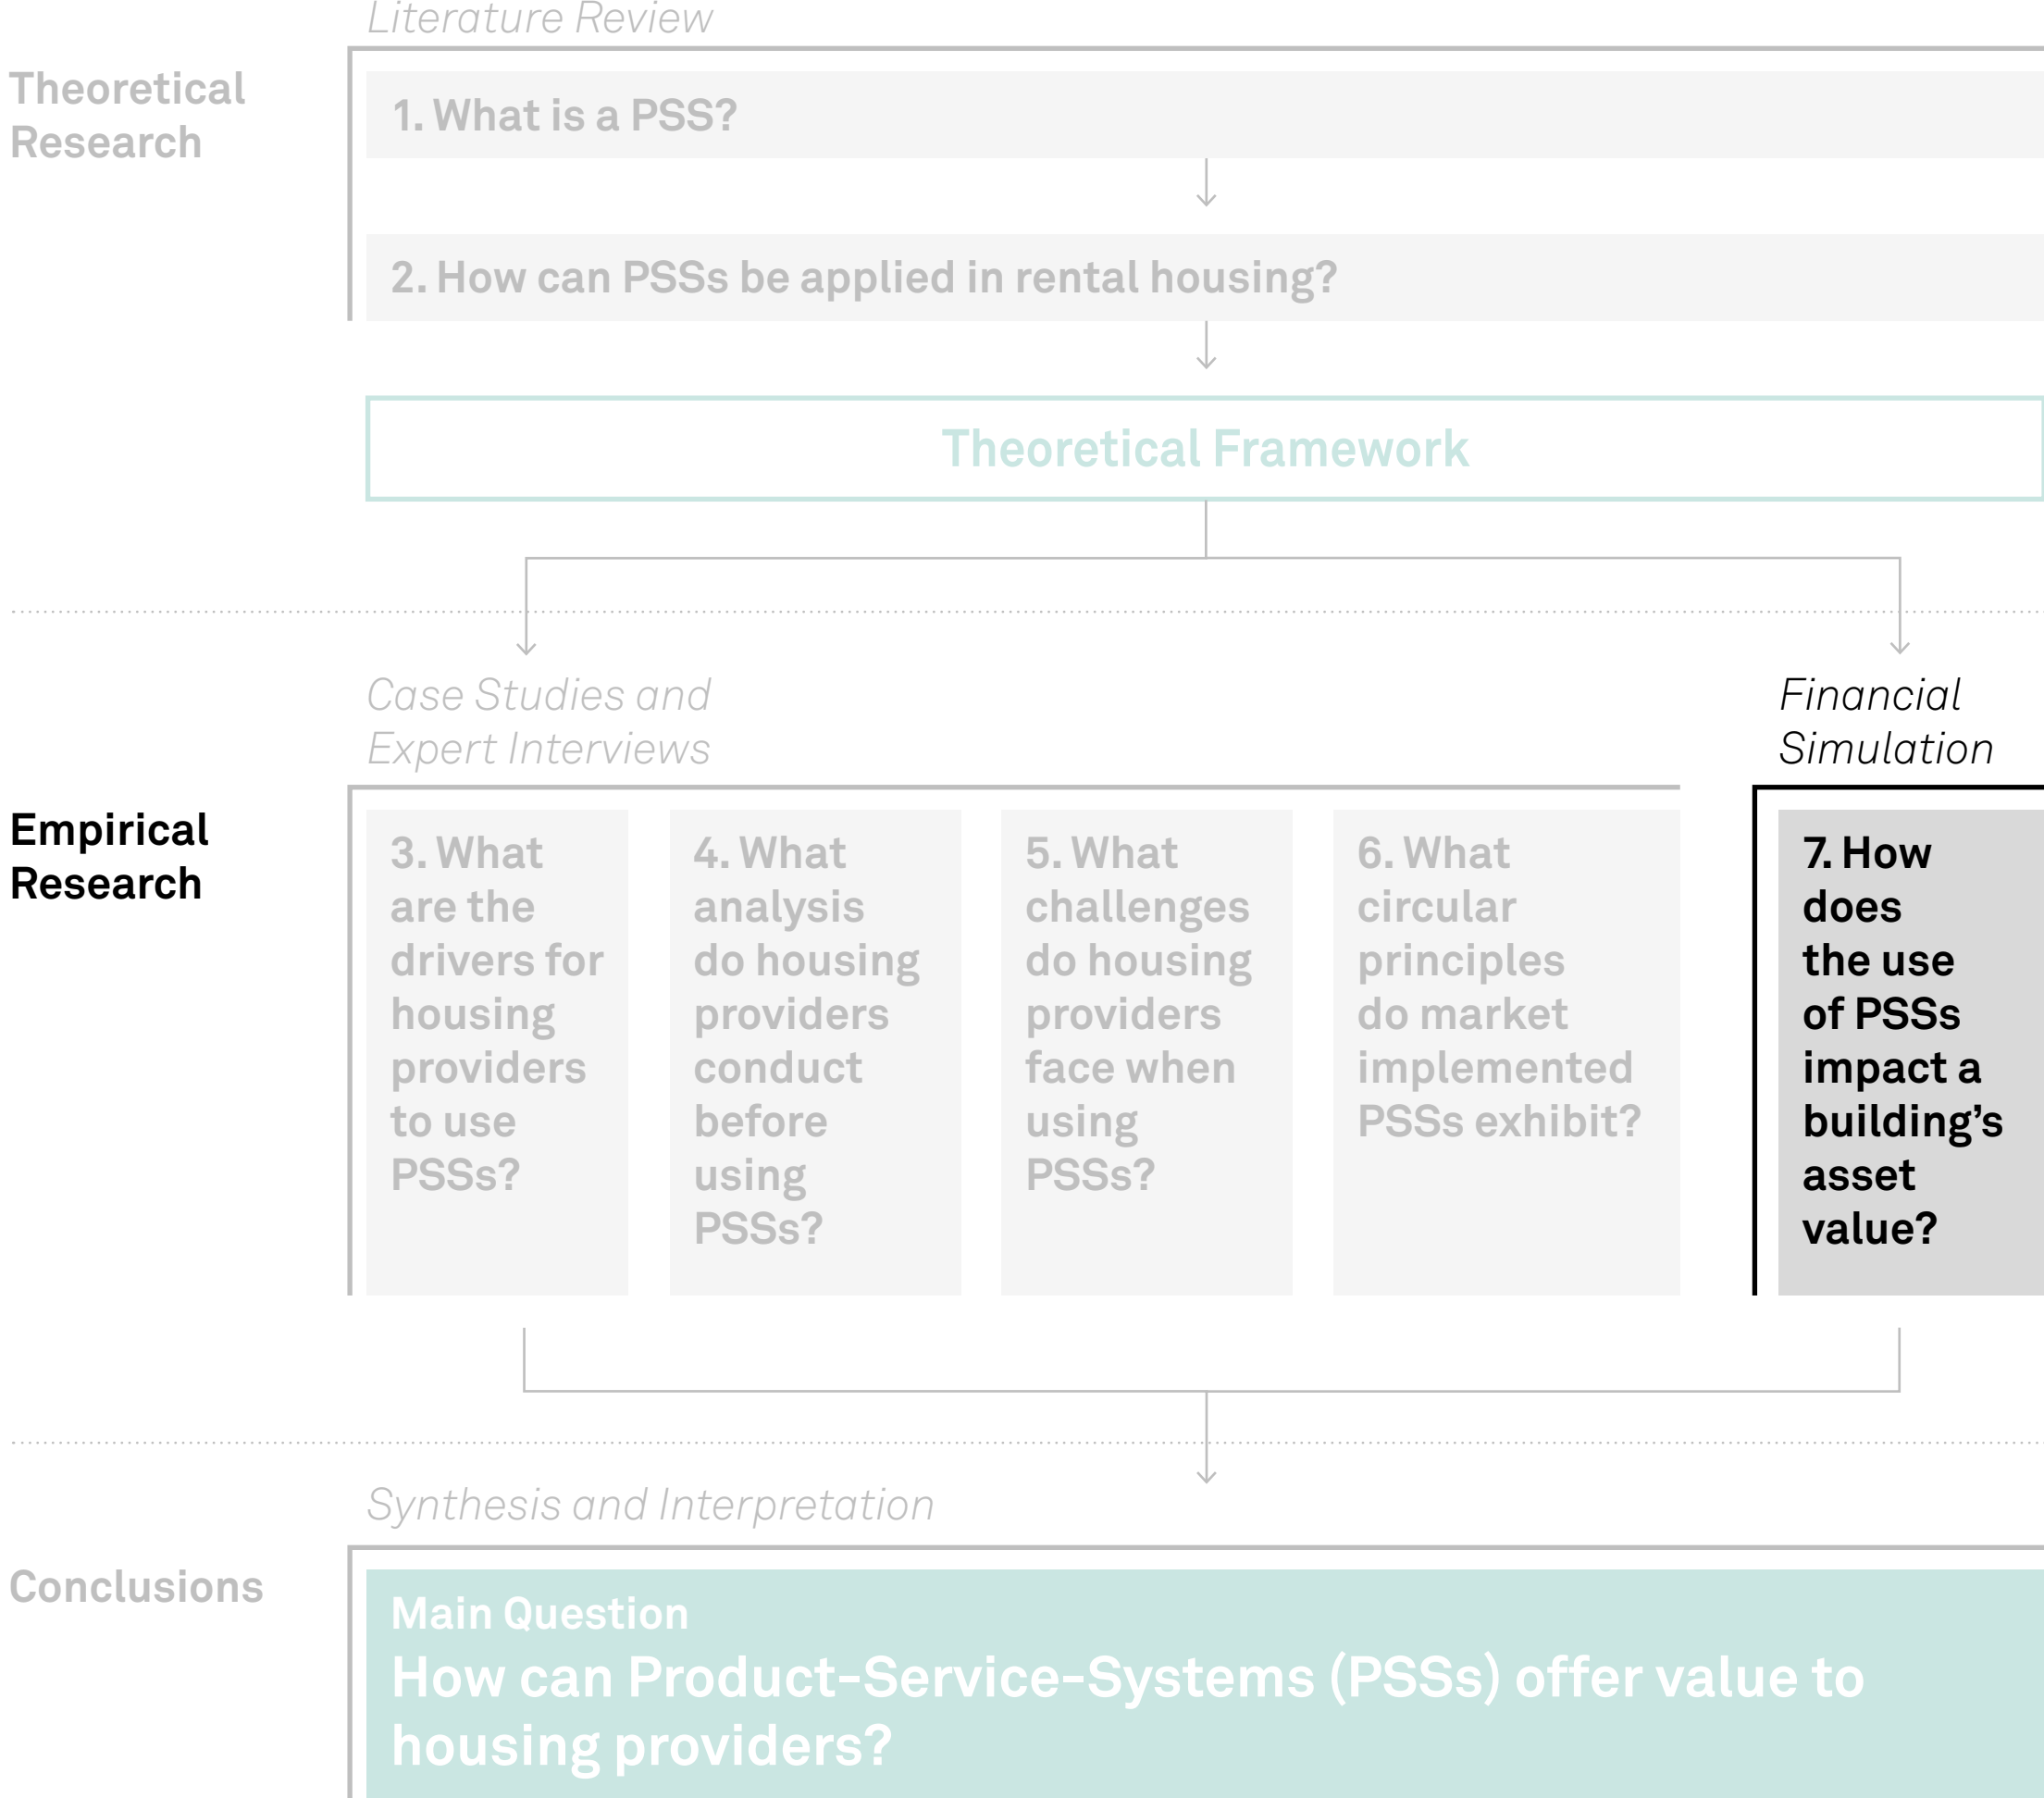 Literature Review
Theoretical
Research
1. What is a PSS?
2. How can PSSs be applied in rental housing?
Theoretical Framework
Case Studies and
Expert Interviews
Financial
Simulation
Empirical
Research
3. What
are the
drivers for
housing
providers
to use
PSSs?
4. What
analysis
do housing
providers
conduct
before
using
PSSs?
5. What
challenges
do housing
providers
face when
using
PSSs?
6. What
circular
principles
do market
implemented
PSSs exhibit?
7. How
does
the use
of PSSs
impact a
building’s
asset
value?
Synthesis and Interpretation
Conclusions
Main Question
How can Product-Service-Systems (PSSs) offer value to
housing providers?